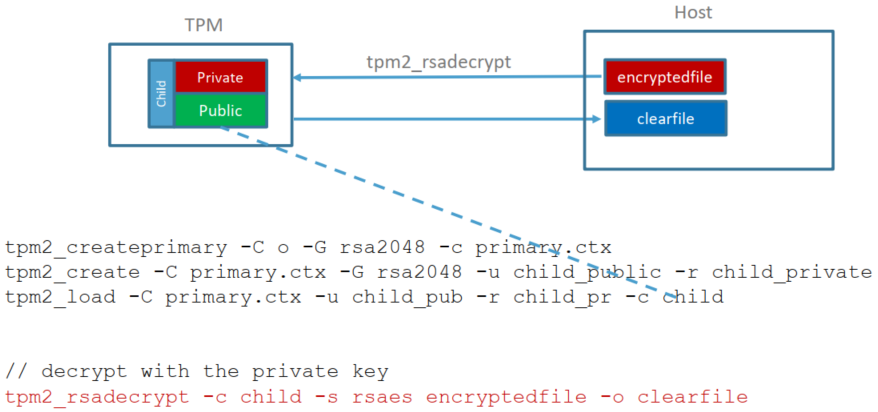 TPM
Host
tpm2_rsadecrypt
Child
Private
Public
encryptedfile
clearfile
tpm2_createprimary -C o -G rsa2048 -c primary.ctx
tpm2_create -C primary.ctx -G rsa2048 -u child_public -r child_private
tpm2_load -C primary.ctx -u child_pub -r child_pr -c child
// decrypt with the private key
tpm2_rsadecrypt -c child -s rsaes encryptedfile -o clearfile